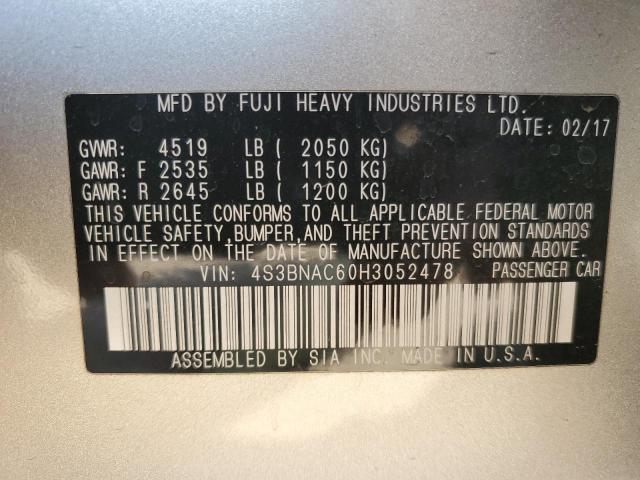 MFD BY FUJI HEAVY INDUSTRIES LTD.
DATE: 02/17
GVWR: 4519 LB ( 2050 KG)
GAWR: F 2535 LB ( 1150 KG)
GAWR: R 2645 LB ( 1200 KG)
THIS VEHICLE CONFORMS TO ALL APPLICABLE FEDERAL MOTOR
VEHICLE SAFETY, BUMPER, AND THEFT PREVENTION STANDARDS
IN EFFECT ON THE DATE OF MANUFACTURE SHOWN ABOVE.
VIN: 4S3BNAC60H3052478 PASSENGER CAR
ASSEMBLED BY SIA INC. MADE IN U.S.A.